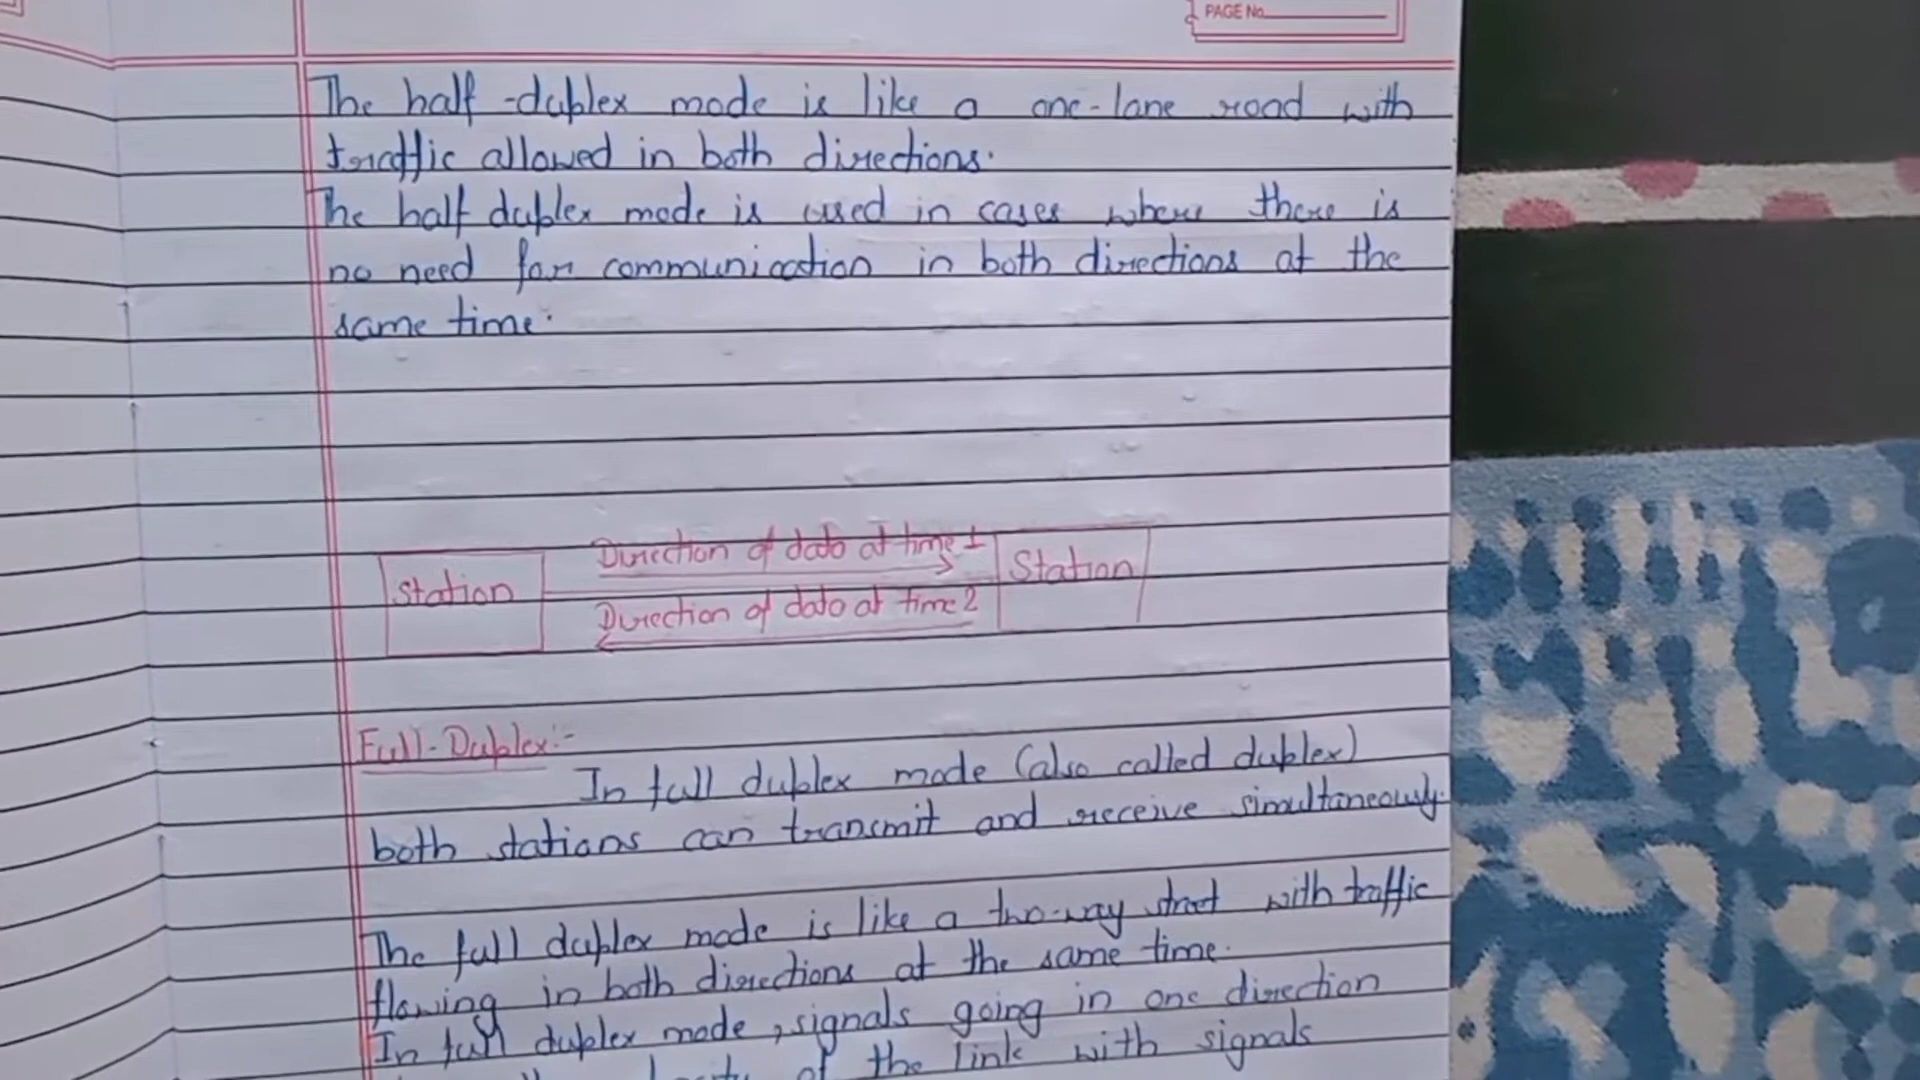 PAGE No.
The half-duplex mode is like a one-lane road with
traffic allowed in both directions.
The half duplex mode is used in cases where there is
no need for communication in both directions at the
same time.
Direction of data at time 1
Station
Station
Direction of data at time 2
Full-Duplex:-
In full duplex mode (also called duplex)
both stations can transmit and receive simultaneously.
The full duplex mode is like a two-way street with traffic
flowing in both directions at the same time.
In full duplex mode, signals going in one direction
of the link with signals